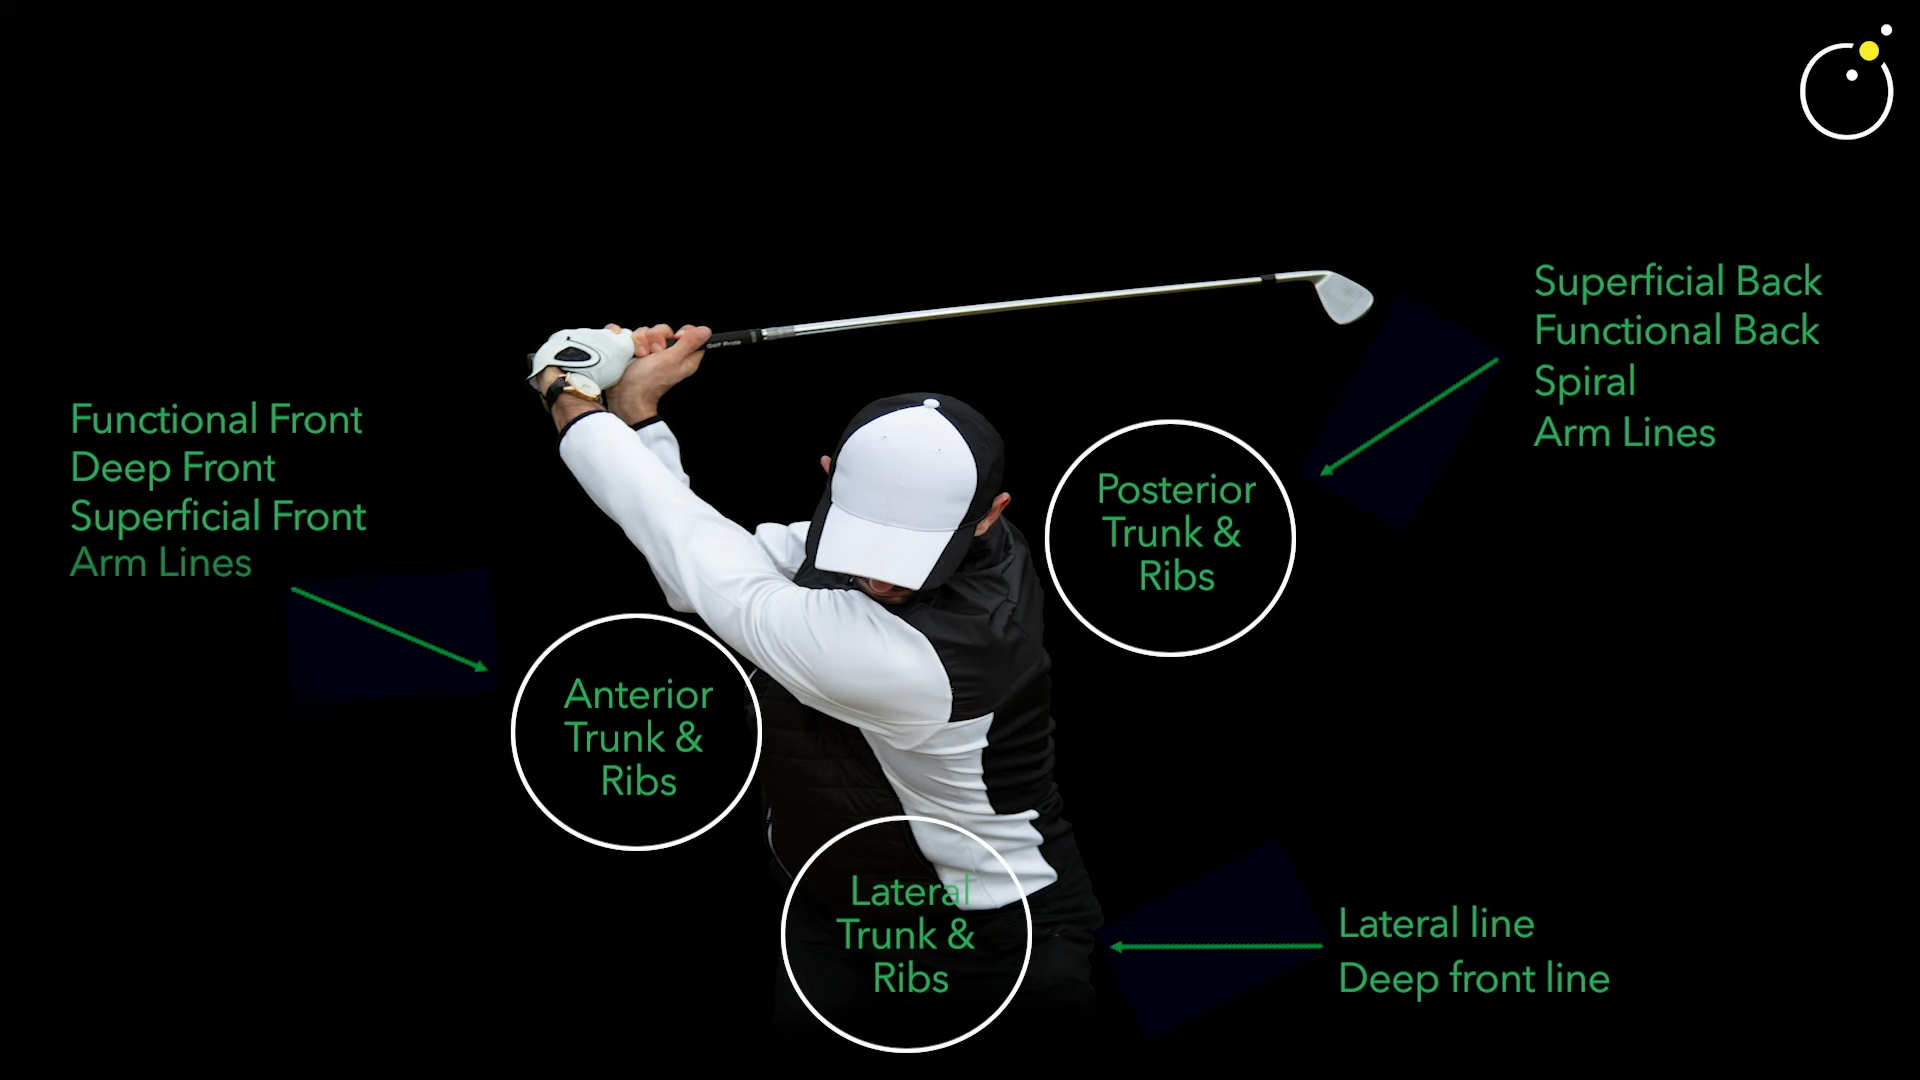 Superficial Back
Functional Back
Spiral
Arm Lines
Functional Front
Deep Front
Superficial Front
Arm Lines
Posterior
Trunk &
Ribs
Anterior
Trunk &
Ribs
Lateral
Trunk &
Ribs
Lateral line
Deep front line